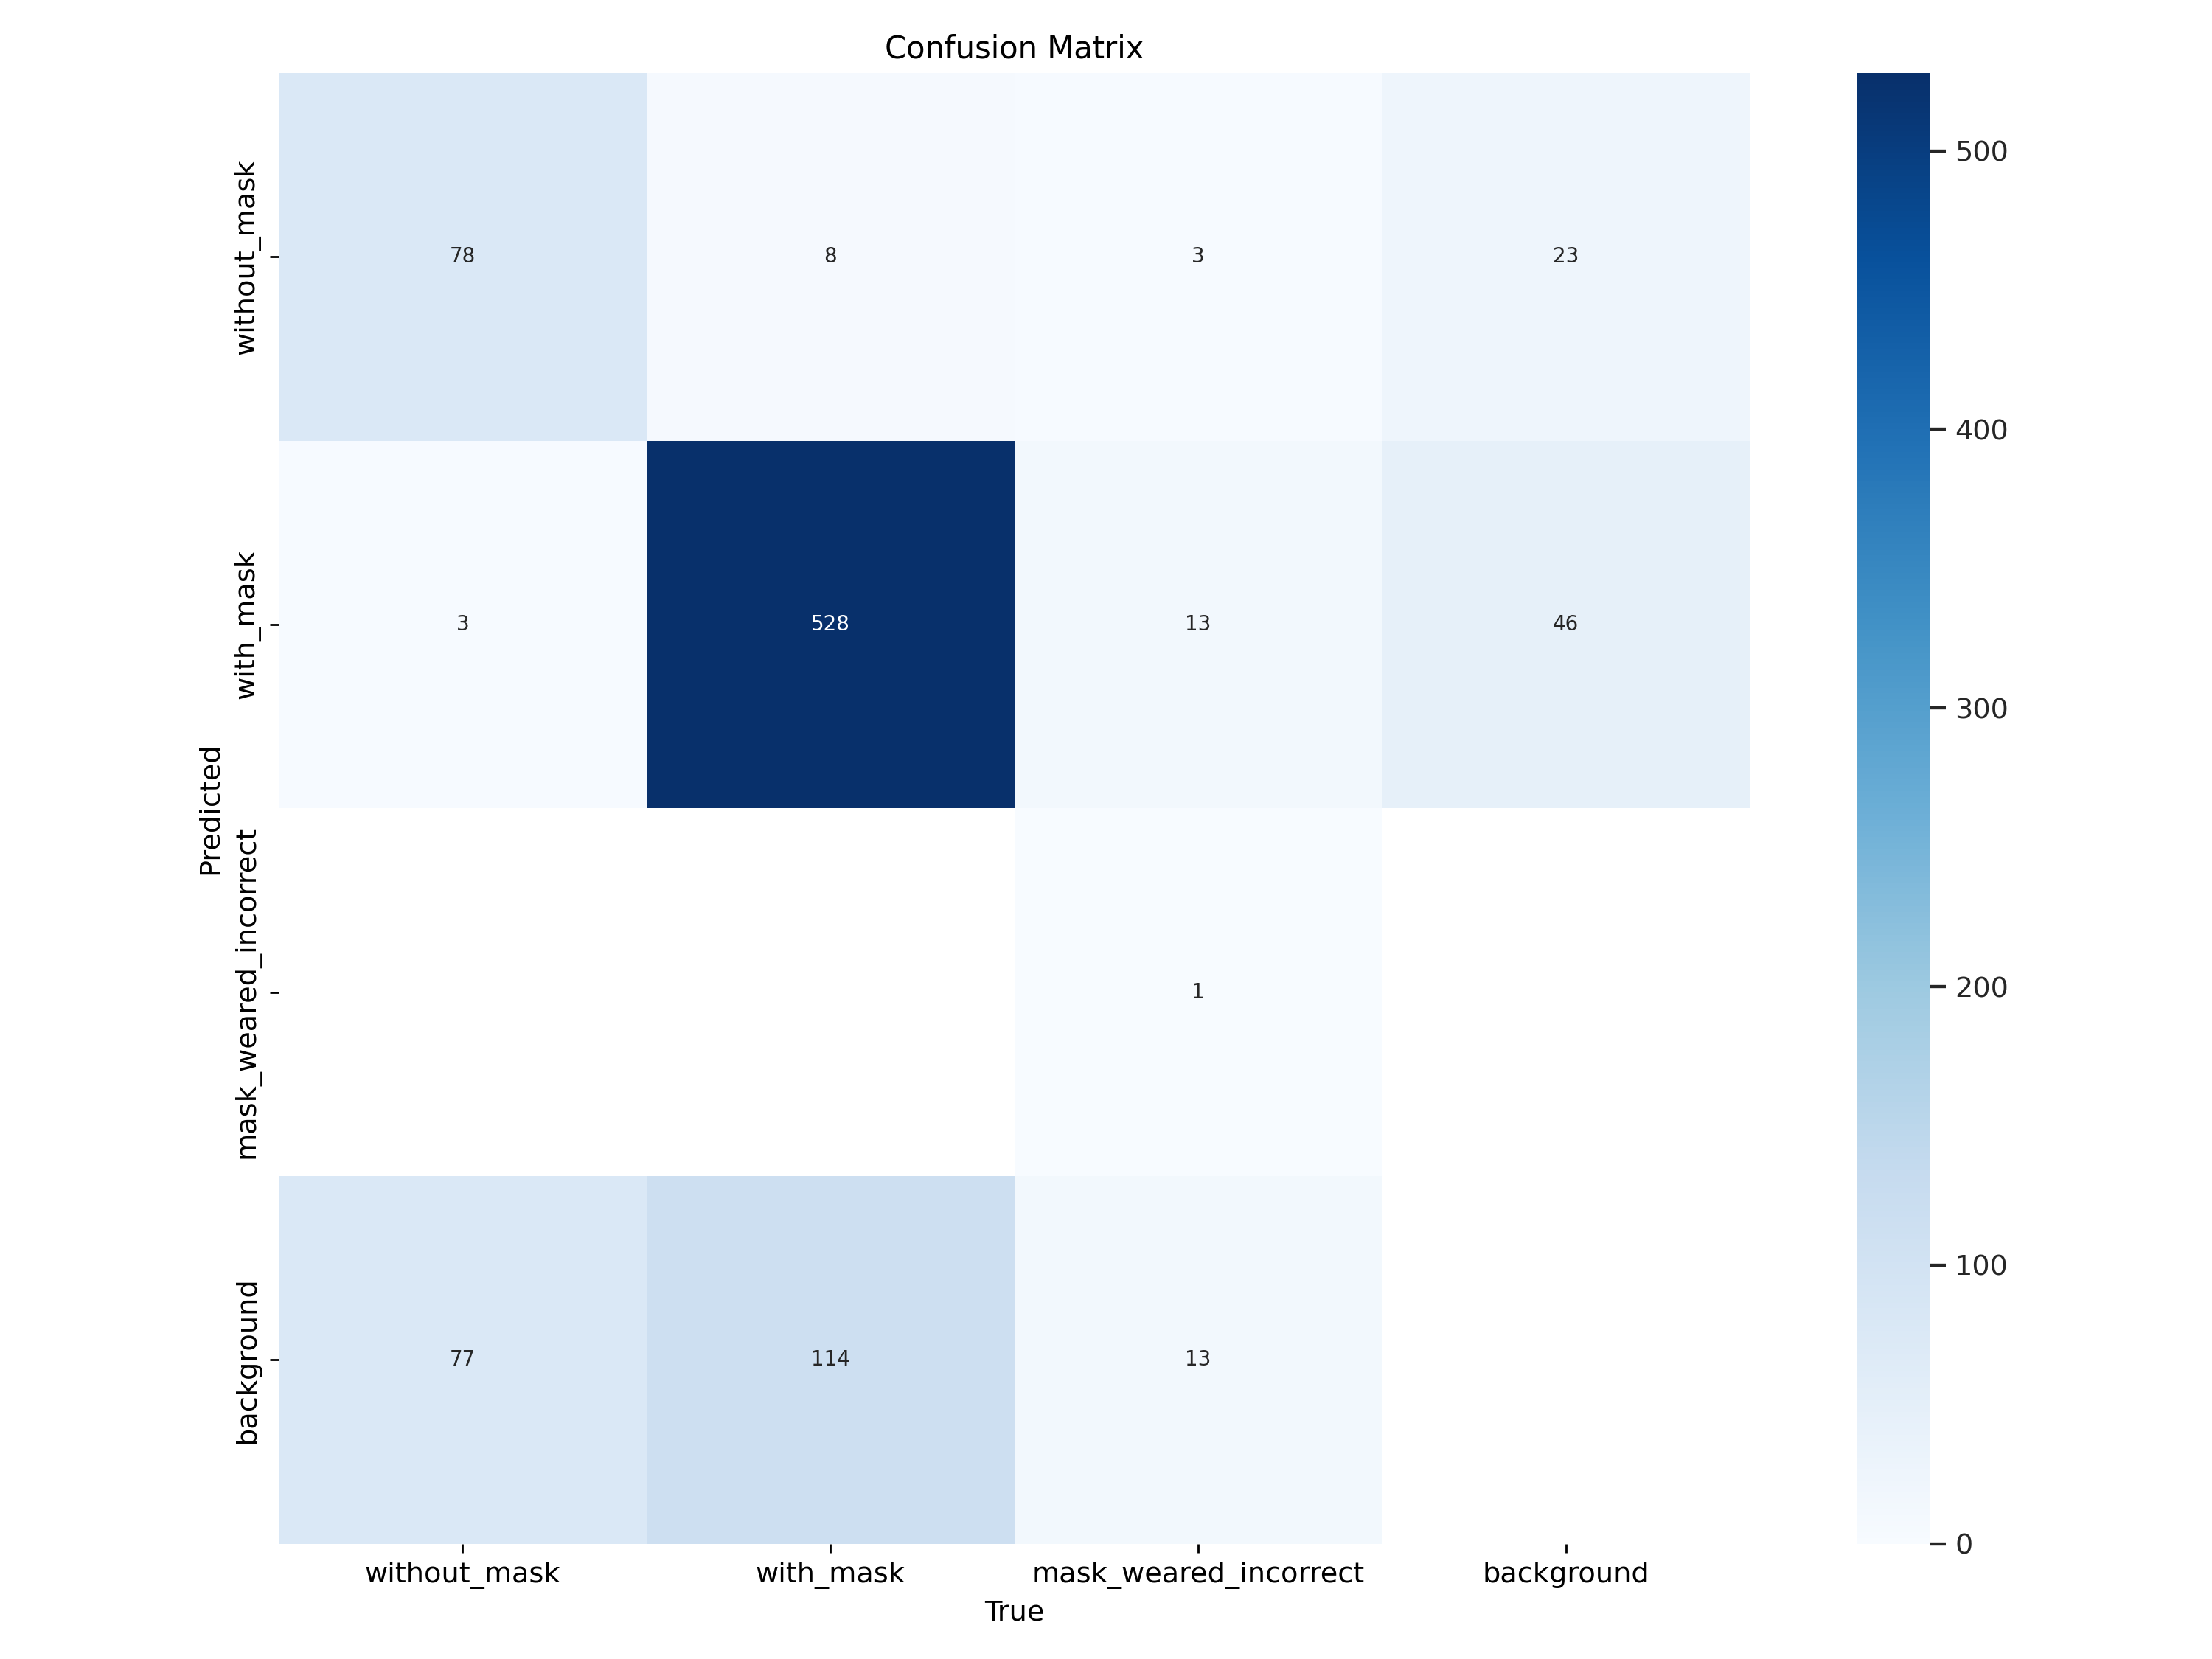 Confusion Matrix
without_mask
78
8
3
23
with_mask
3
528
13
46
mask_weared_incorrect
1
background
77
114
13
Predicted
without_mask
with_mask
mask_weared_incorrect
background
True
500
400
300
200
100
0